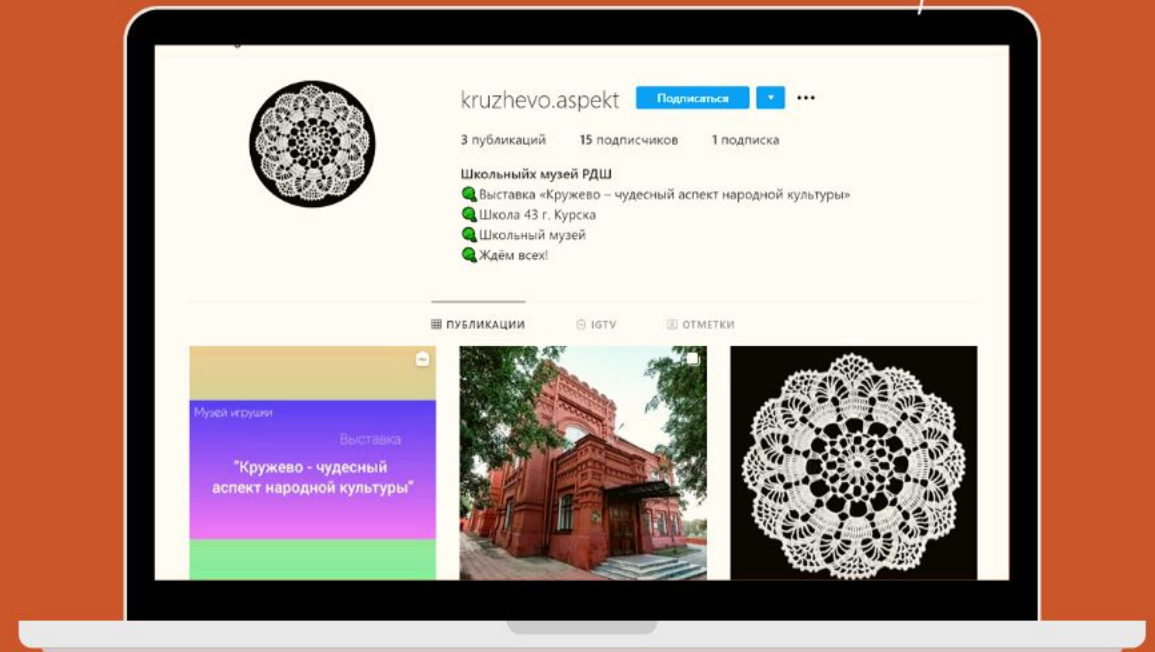 kruzhevo.aspekt Подписаться
3 публикаций 15 подписчиков 1 подписка
Школьныйх музей РДШ
Выставка «Кружево – чудесный аспект народной культуры»
Школа 43 г. Курска
Школьный музей
Ждём всех!
ПУБЛИКАЦИИ IGTV ОТМЕТКИ
Музей игрушки
Выставка
"Кружево - чудесный
аспект народной культуры"